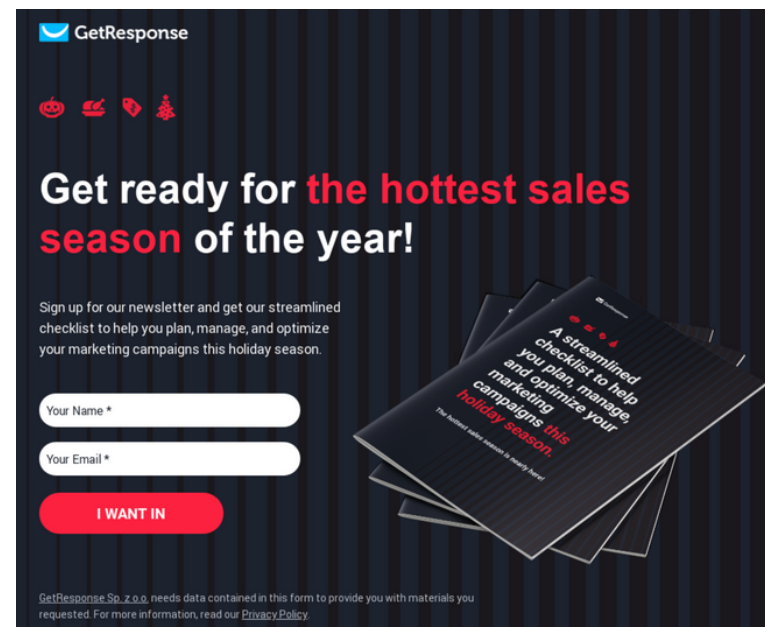 GetResponse
Get ready for the hottest sales
season of the year!
Sign up for our newsletter and get our streamlined
checklist to help you plan, manage, and optimize
your marketing campaigns this holiday season.
GetResponse
A streamlined
checklist to help
you plan, manage,
and optimize your
marketing
campaigns this
holiday season.
The hottest sales season is nearly here!
Your Name *
Your Email *
I WANT IN
GetResponse Sp. z o.o. needs data contained in this form to provide you with materials you
requested. For more information, read our Privacy Policy.